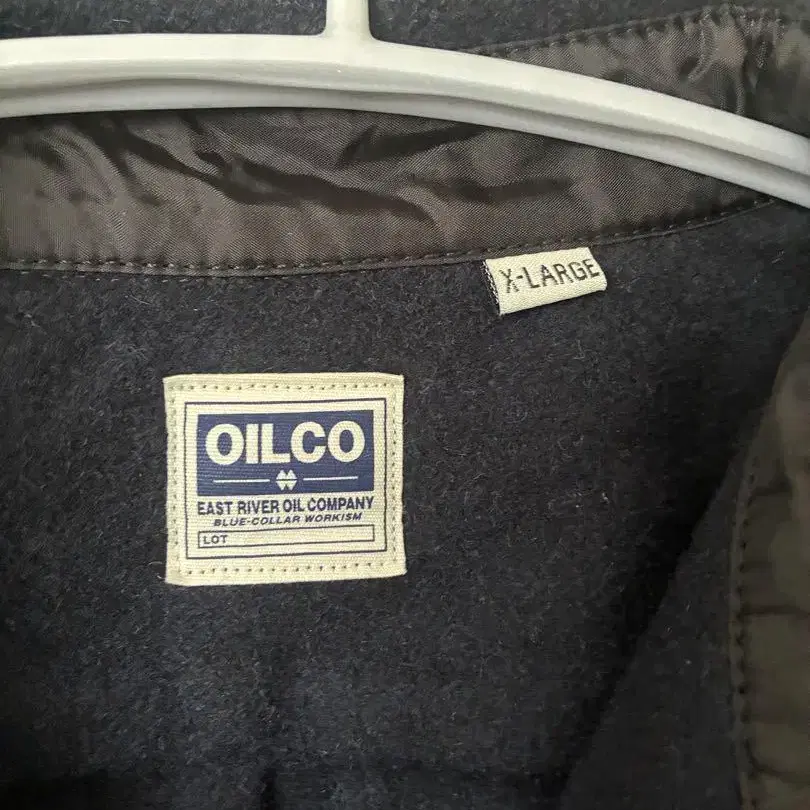 X-LARGE
OILCO
EAST RIVER OIL COMPANY
BLUE-COLLAR WORKISM
LOT